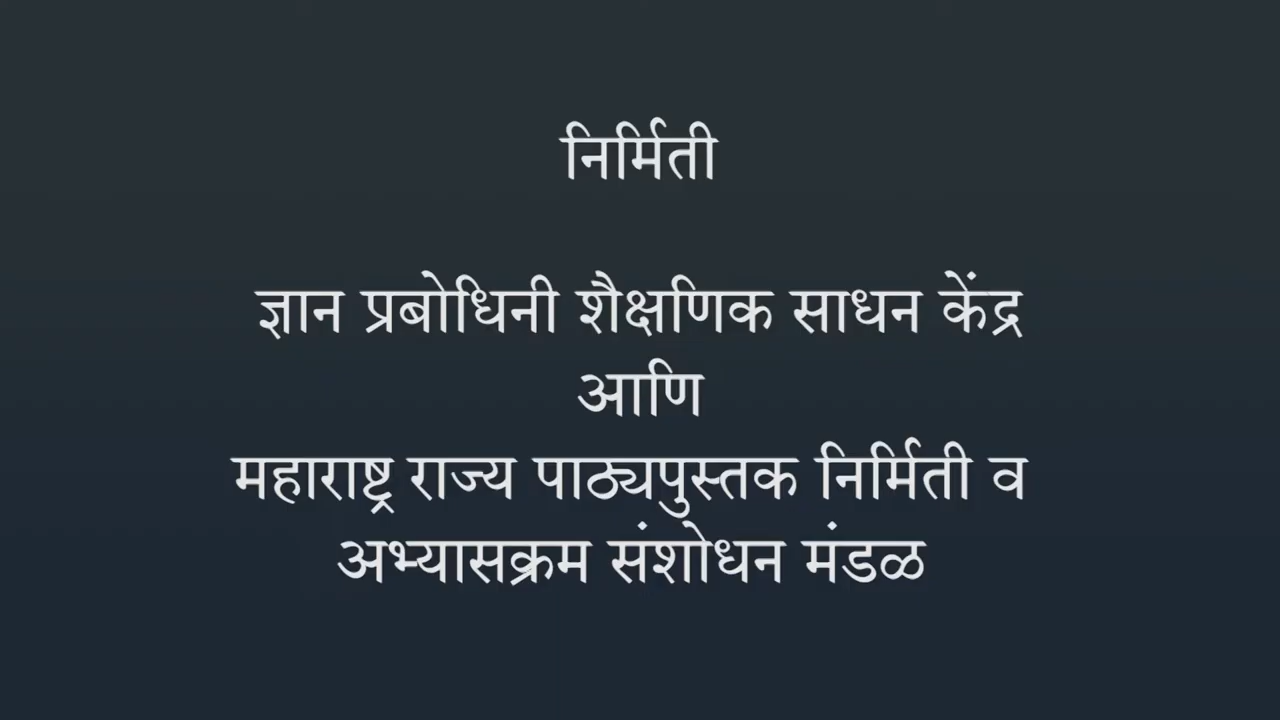 निर्मिती
ज्ञान प्रबोधिनी शैक्षणिक साधन केंद्र
आणि
महाराष्ट्र राज्य पाठ्यपुस्तक निर्मिती व
अभ्यासक्रम संशोधन मंडळ